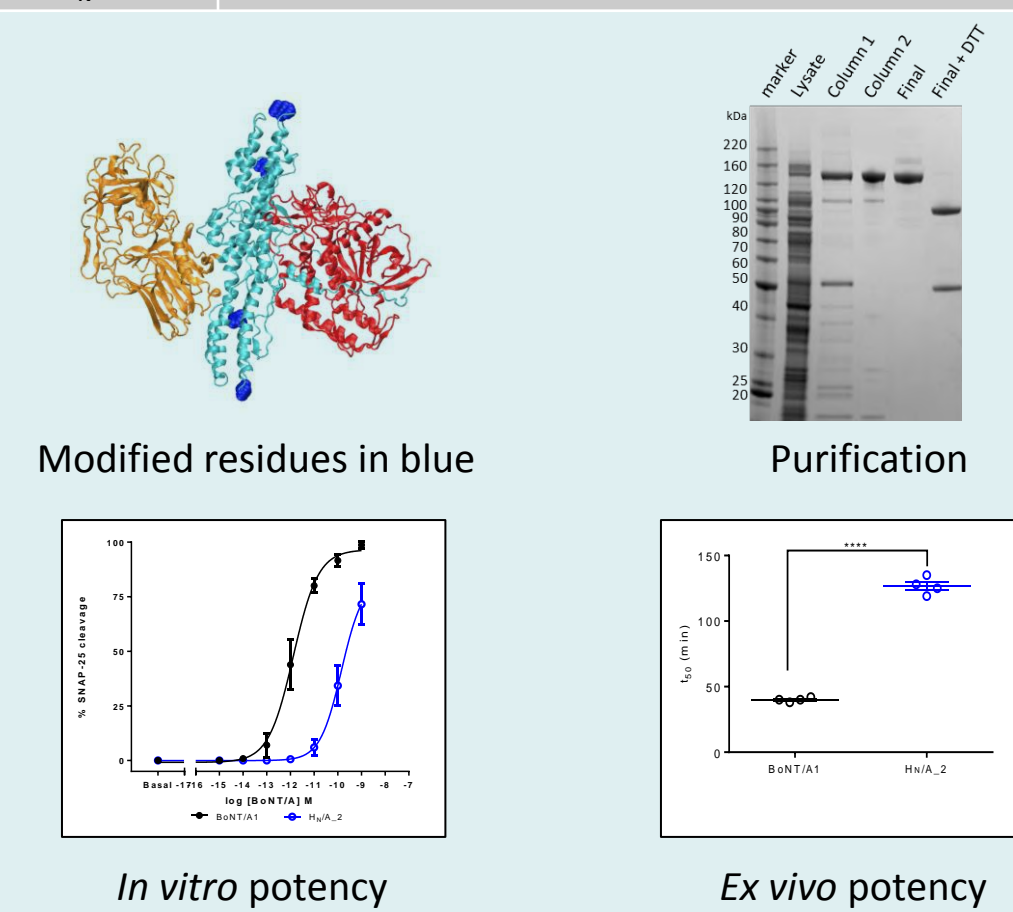 N
marker Lysate Column 1 Column 2 Final Final + DTT
kDa
220
160
120
100
90
80
70
60
50
40
30
25
20
Modified residues in blue
Purification
% SNAP-25 cleavage
100
75
50
25
0
Basal -1716 -15 -14 -13 -12 -11 -10 -9 -8 -7
log [BoNT/A] M
BoNT/A1 HN/A_2
****
t50 (min)
150
100
50
0
BoNT/A1 HN/A_2
In vitro potency
Ex vivo potency